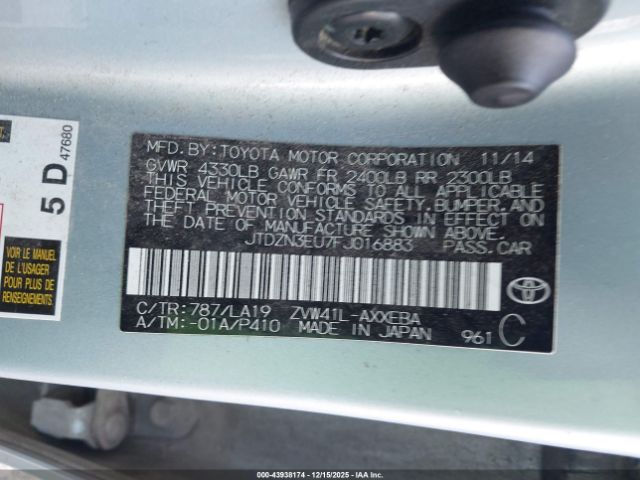 MFD. BY: TOYOTA MOTOR CORPORATION 11/14
GVWR 4330LB GAWR FR 2400LB RR 2300LB
THIS VEHICLE CONFORMS TO ALL APPLICABLE
FEDERAL MOTOR VEHICLE SAFETY, BUMPER, AND
THEFT PREVENTION STANDARDS IN EFFECT ON
THE DATE OF MANUFACTURE SHOWN ABOVE.
JTDZN3EU7FJ016883 PASS. CAR
C/TR: 787/LA19 ZVW41L-AXXEBA
A/TM: -01A/P410 MADE IN JAPAN 961 C
TOYOTA
5 D 47680
VOIR LE MANUEL
DE L'USAGER
POUR PLUS DE
RENSEIGNEMENTS
000-43938174 - 12/15/2025 - IAAI.COM